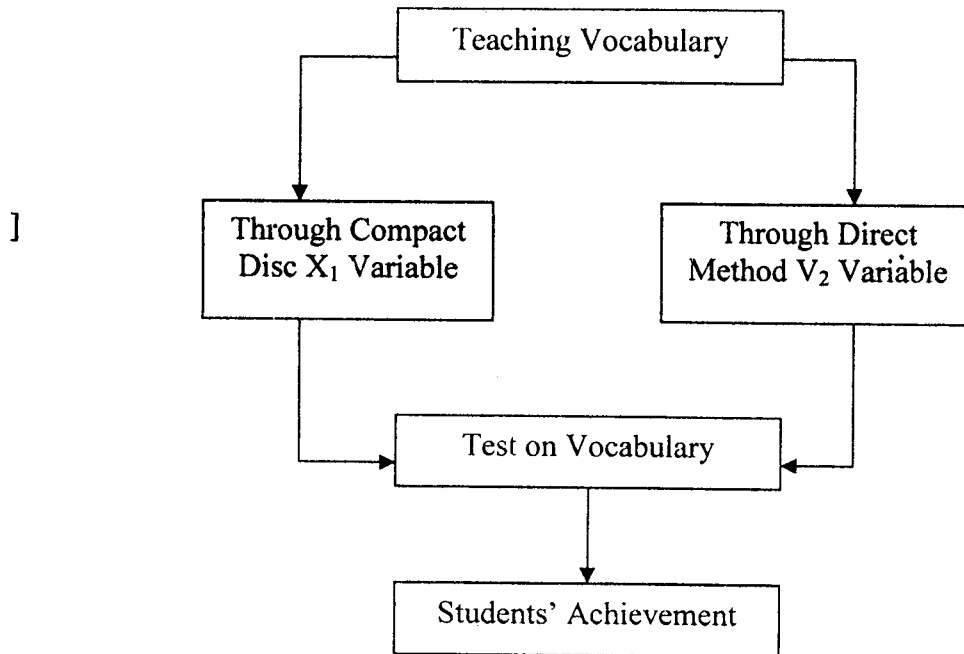 Teaching Vocabulary
]
Through Compact
Disc X₁ Variable
Through Direct
Method V₂ Variable
Test on Vocabulary
Students' Achievement